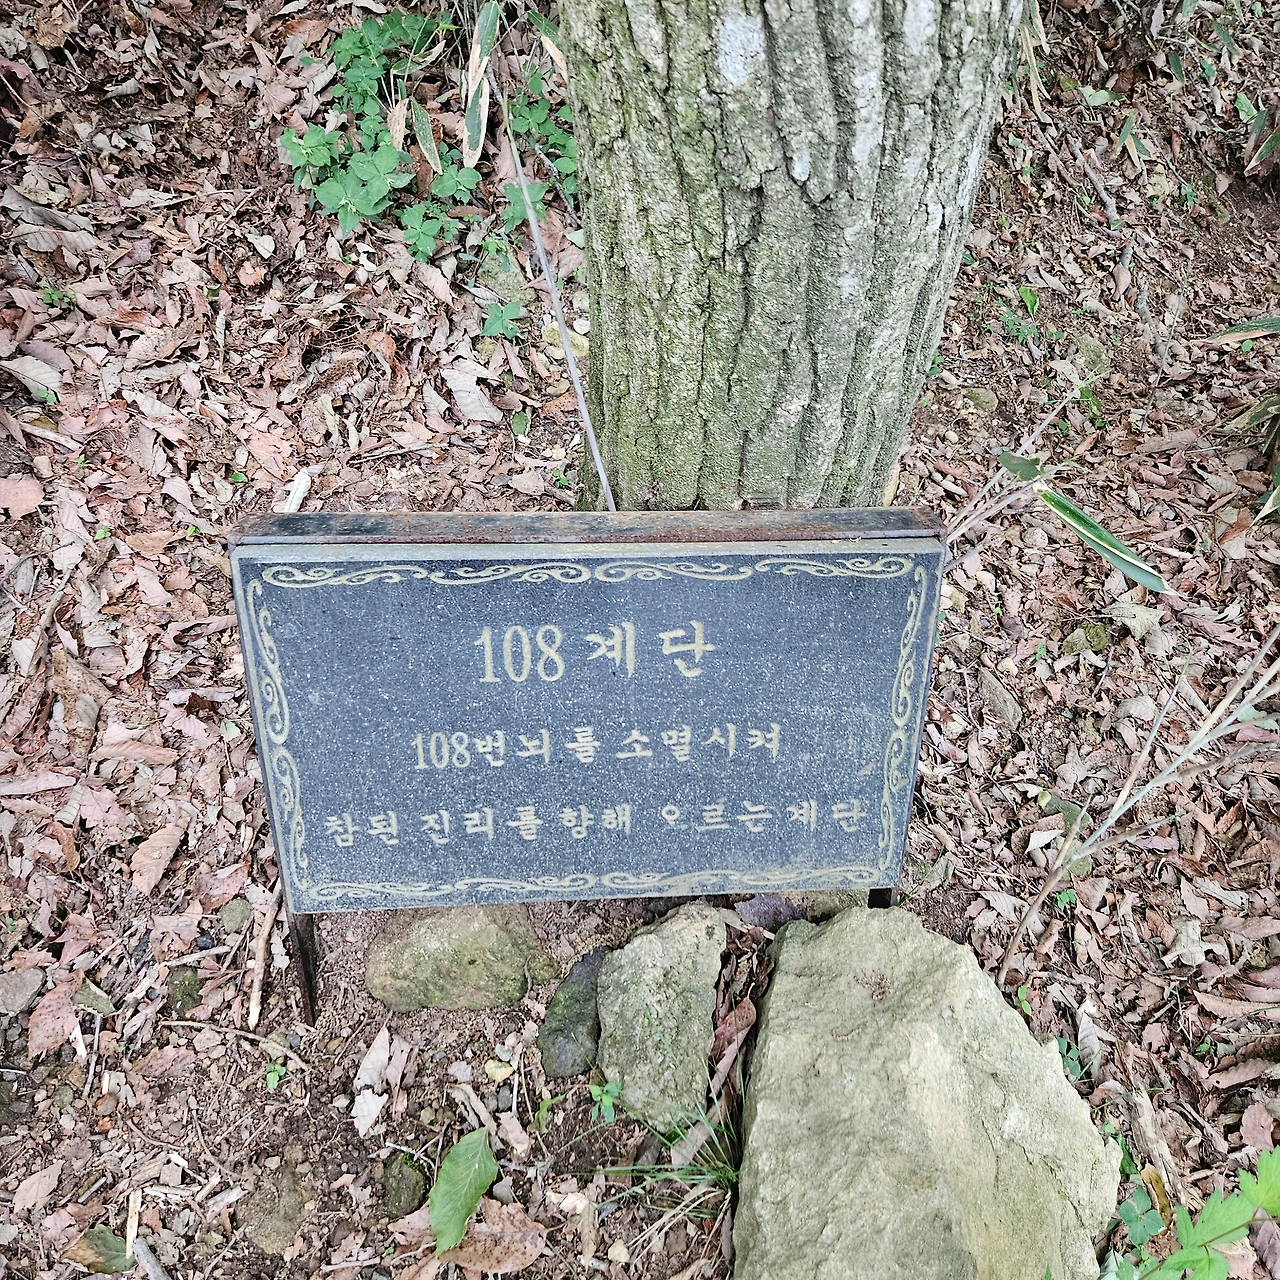 108 계단
108번뇌를 소멸시켜
참된 진리를 향해 오르는 계단